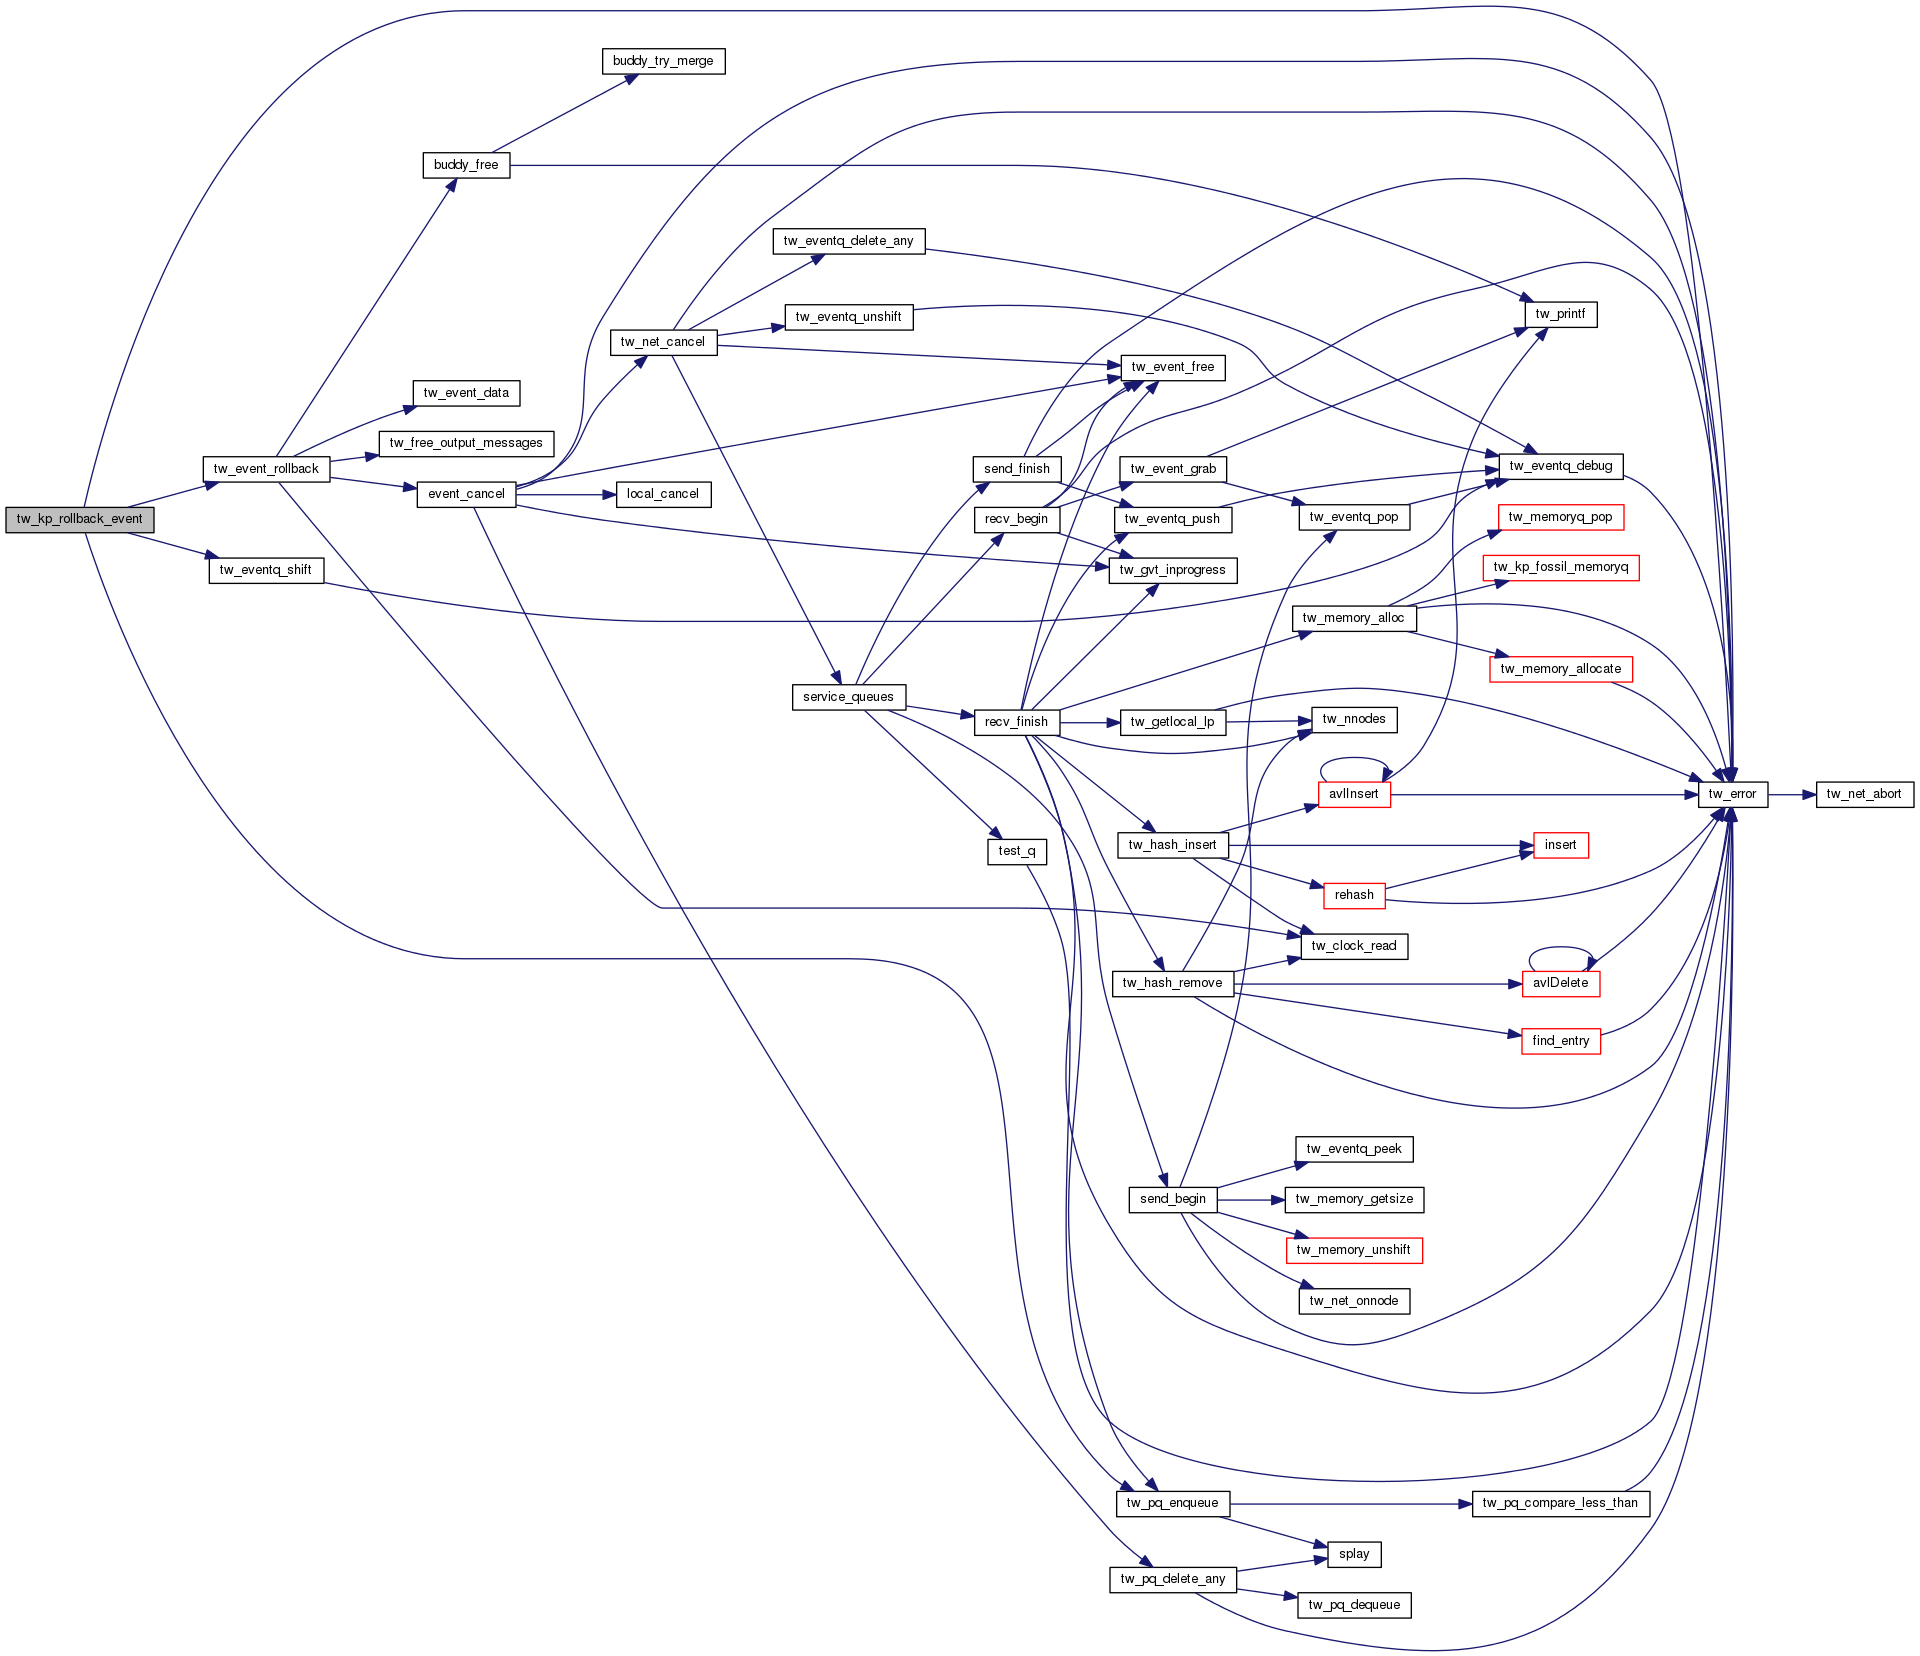 tw_kp_rollback_event
tw_event_rollback
tw_eventq_shift
buddy_free
tw_event_data
tw_free_output_messages
event_cancel
buddy_try_merge
tw_net_cancel
local_cancel
tw_eventq_delete_any
tw_eventq_unshift
service_queues
send_finish
recv_begin
recv_finish
test_q
tw_event_free
tw_event_grab
tw_eventq_push
tw_gvt_inprogress
tw_getlocal_lp
tw_hash_insert
tw_hash_remove
send_begin
tw_pq_enqueue
tw_pq_delete_any
tw_eventq_pop
tw_memory_alloc
tw_nnodes
avlInsert
rehash
tw_clock_read
tw_eventq_peek
tw_memory_getsize
tw_memory_unshift
tw_net_onnode
splay
tw_pq_dequeue
tw_printf
tw_eventq_debug
tw_memoryq_pop
tw_kp_fossil_memoryq
tw_memory_allocate
insert
avlDelete
find_entry
tw_pq_compare_less_than
tw_error
tw_net_abort